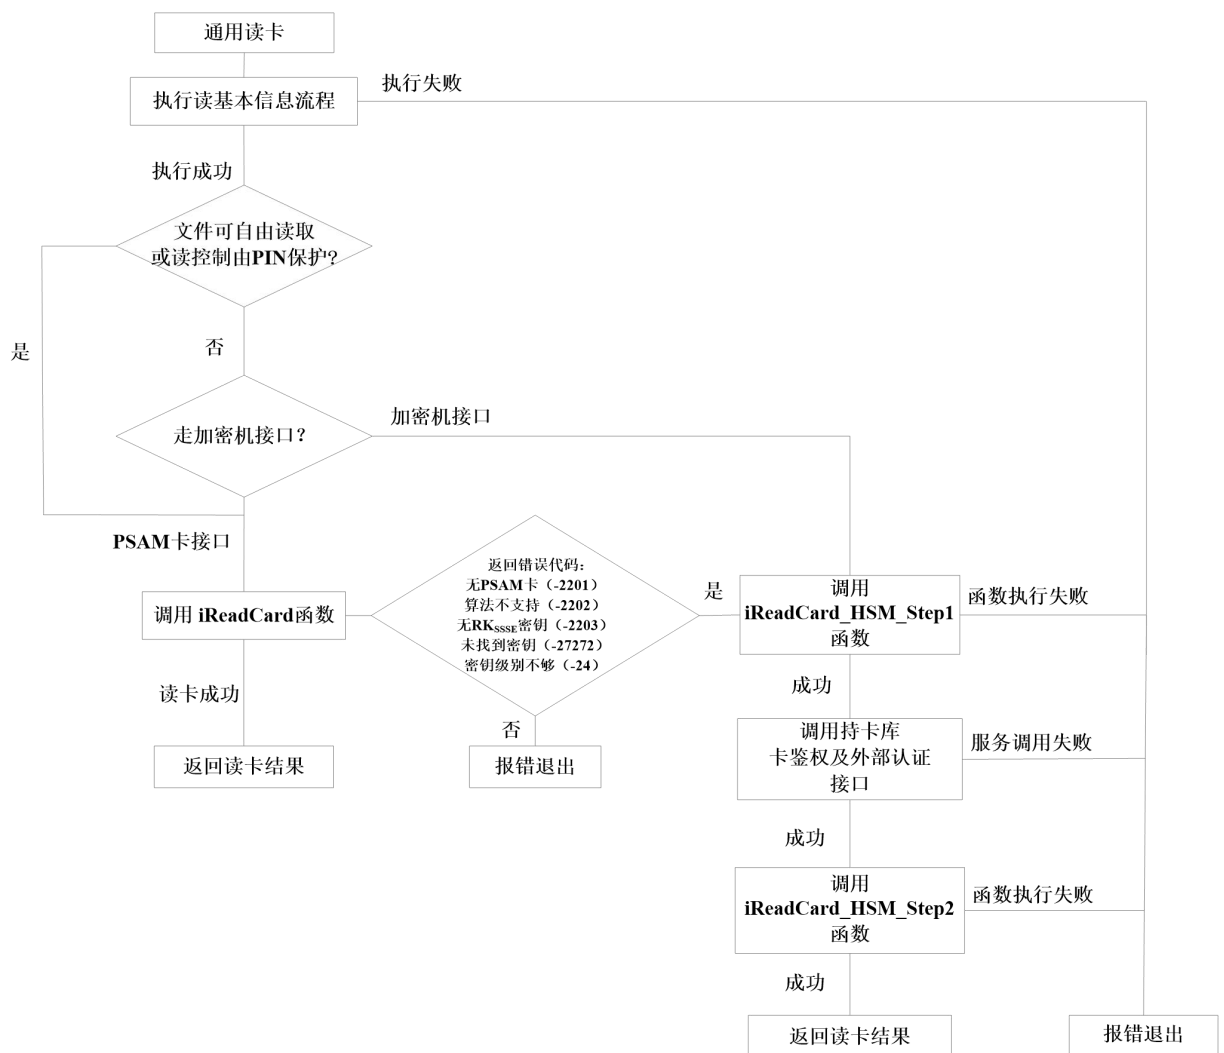 通用读卡
执行失败
执行读基本信息流程
执行成功
文件可自由读取
或读控制由PIN保护?
是
否
加密机接口
走加密机接口?
PSAM卡接口
返回错误代码:
无PSAM卡（-2201）
算法不支持（-2202）
无RKSSSE密钥（-2203）
未找到密钥（-27272）
密钥级别不够（-24）
是
调用
iReadCard_HSM_Step1
函数
函数执行失败
调用 iReadCard函数
读卡成功
成功
否
调用持卡库
卡鉴权及外部认证
接口
服务调用失败
返回读卡结果
报错退出
成功
调用
iReadCard_HSM_Step2
函数
函数执行失败
成功
返回读卡结果
报错退出